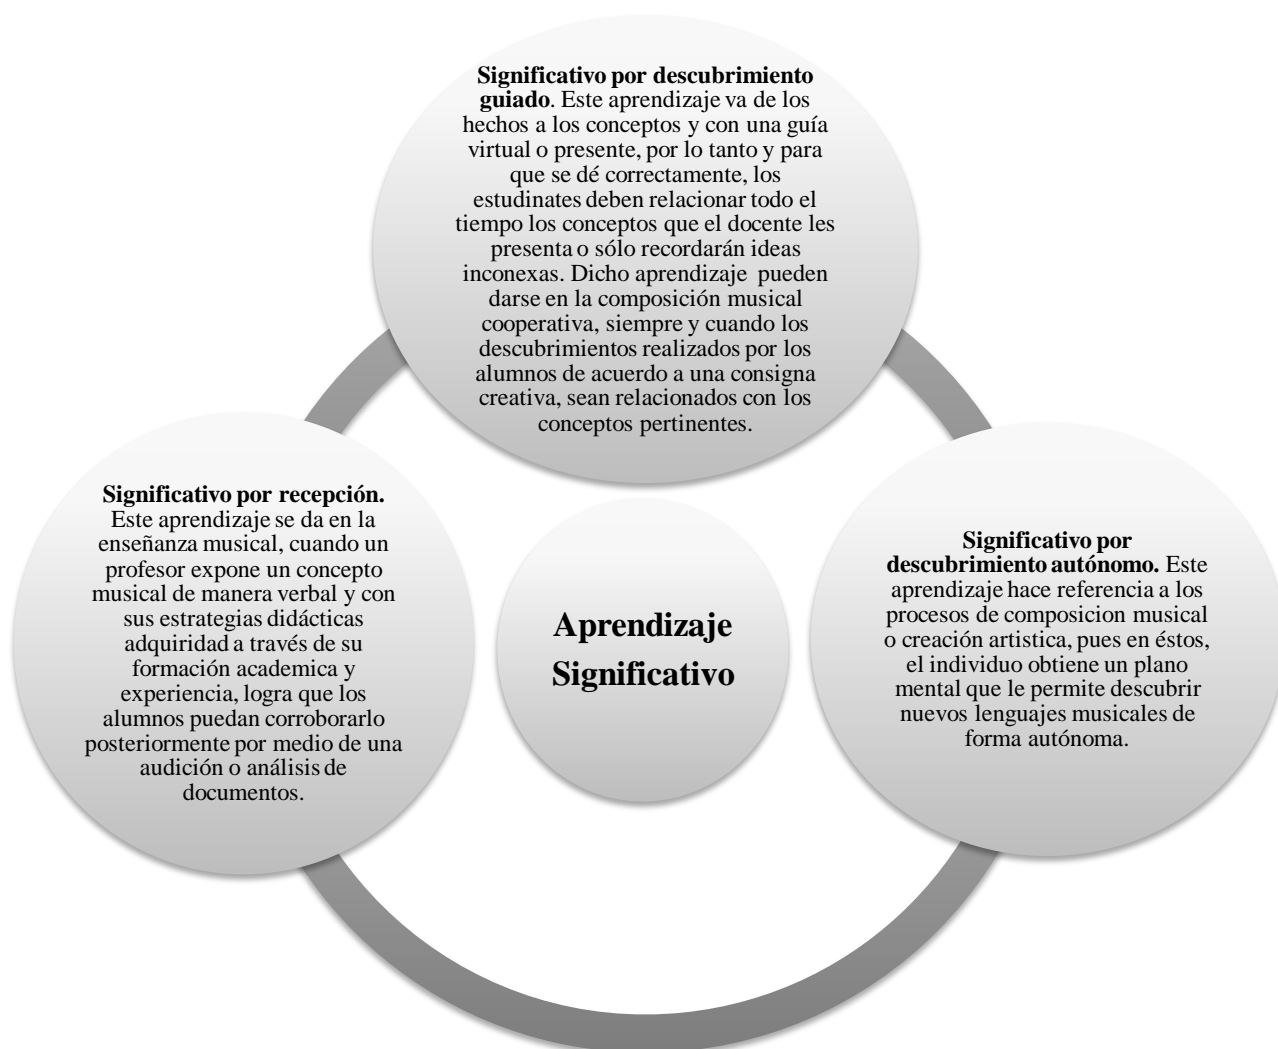 Significativo por descubrimiento
guiado. Este aprendizaje va de los
hechos a los conceptos y con una guía
virtual o presente, por lo tanto y para
que se dé correctamente, los
estudinates deben relacionar todo el
tiempo los conceptos que el docente les
presenta o sólo recordarán ideas
inconexas. Dicho aprendizaje pueden
darse en la composición musical
cooperativa, siempre y cuando los
descubrimientos realizados por los
alumnos de acuerdo a una consigna
creativa, sean relacionados con los
conceptos pertinentes.
Significativo por recepción.
Este aprendizaje se da en la
enseñanza musical, cuando un
profesor expone un concepto
musical de manera verbal y con
sus estrategias didácticas
adquiridad a través de su
formación academica y
experiencia, logra que los
alumnos puedan corroborarlo
posteriormente por medio de una
audición o análisis de
documentos.
Aprendizaje
Significativo
Significativo por
descubrimiento autónomo. Este
aprendizaje hace referencia a los
procesos de composicion musical
o creación artistica, pues en éstos,
el individuo obtiene un plano
mental que le permite descubrir
nuevos lenguajes musicales de
forma autónoma.